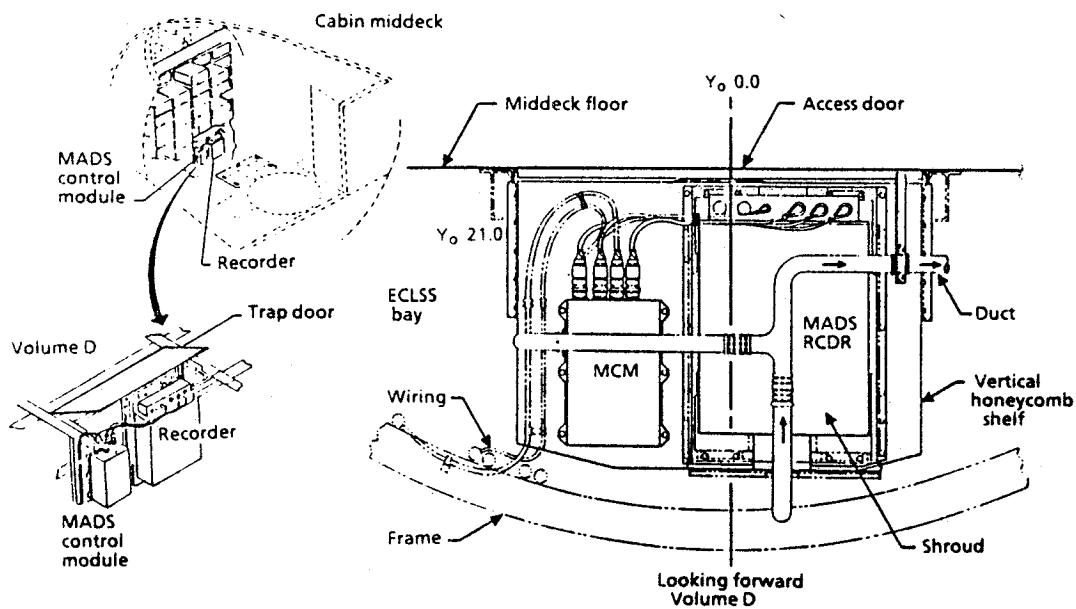 Cabin middeck
MADS
control
module
Recorder
Trap door
Volume D
Recorder
MADS
control
module
Y₀ 0.0
Middeck floor
Access door
Y₀ 21.0
ECLSS
bay
Duct
MADS
RCDR
MCM
Vertical
honeycomb
shelf
Wiring
Frame
Shroud
Looking forward
Volume D